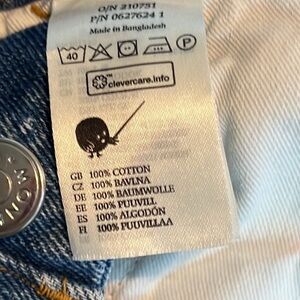 O/N 210751
P/N 0627624 1
Made in Bangladesh
40
P
clevercare.info
GB 100% COTTON
CZ 100% BAVLNA
DE 100% BAUMWOLLE
EE 100% PUUVILL
ES 100% ALGODÓN
FI 100% PUUVILLAA